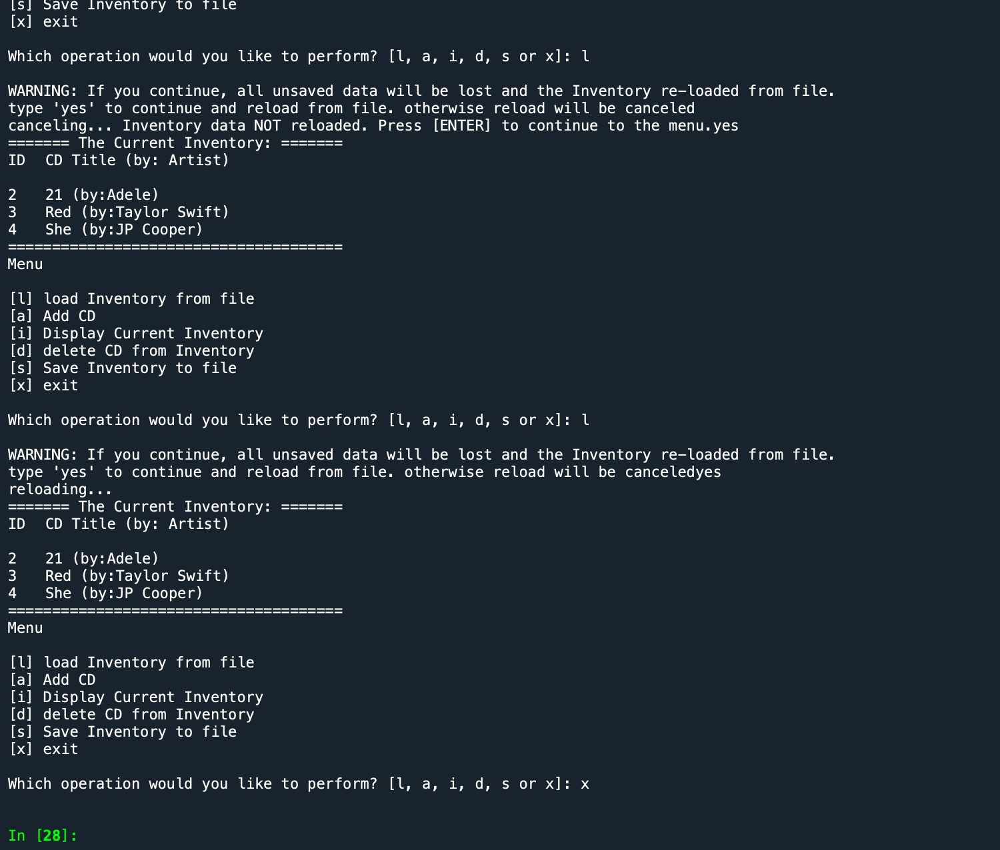 [s] Save Inventory to file
[x] exit
Which operation would you like to perform? [l, a, i, d, s or x]: l
WARNING: If you continue, all unsaved data will be lost and the Inventory re-loaded from file.
type 'yes' to continue and reload from file. otherwise reload will be canceled
canceling... Inventory data NOT reloaded. Press [ENTER] to continue to the menu.yes
======= The Current Inventory: =======
ID  CD Title (by: Artist)
2   21 (by:Adele)
3   Red (by:Taylor Swift)
4   She (by:JP Cooper)
======================================
Menu
[l] load Inventory from file
[a] Add CD
[i] Display Current Inventory
[d] delete CD from Inventory
[s] Save Inventory to file
[x] exit
Which operation would you like to perform? [l, a, i, d, s or x]: l
WARNING: If you continue, all unsaved data will be lost and the Inventory re-loaded from file.
type 'yes' to continue and reload from file. otherwise reload will be canceledyes
reloading...
======= The Current Inventory: =======
ID  CD Title (by: Artist)
2   21 (by:Adele)
3   Red (by:Taylor Swift)
4   She (by:JP Cooper)
======================================
Menu
[l] load Inventory from file
[a] Add CD
[i] Display Current Inventory
[d] delete CD from Inventory
[s] Save Inventory to file
[x] exit
Which operation would you like to perform? [l, a, i, d, s or x]: x
In [28]: